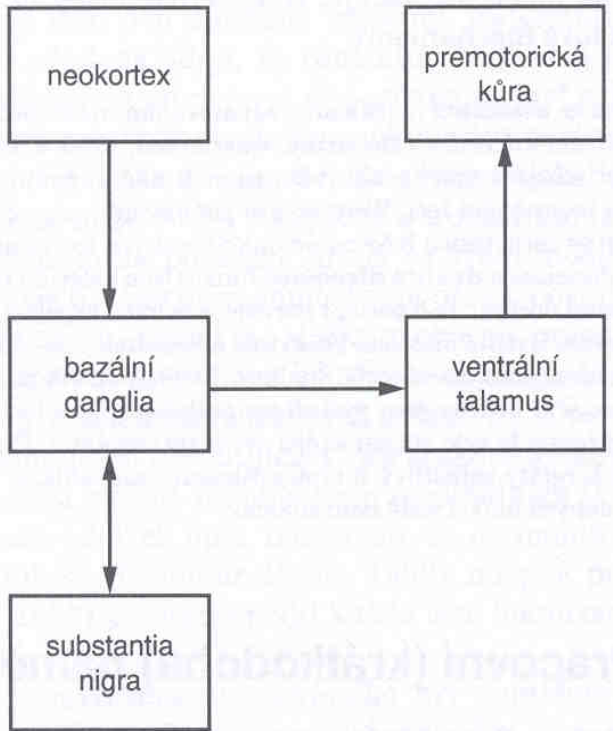 neokortex
premotorická
kůra
bazální
ganglia
ventrální
talamus
substantia
nigra